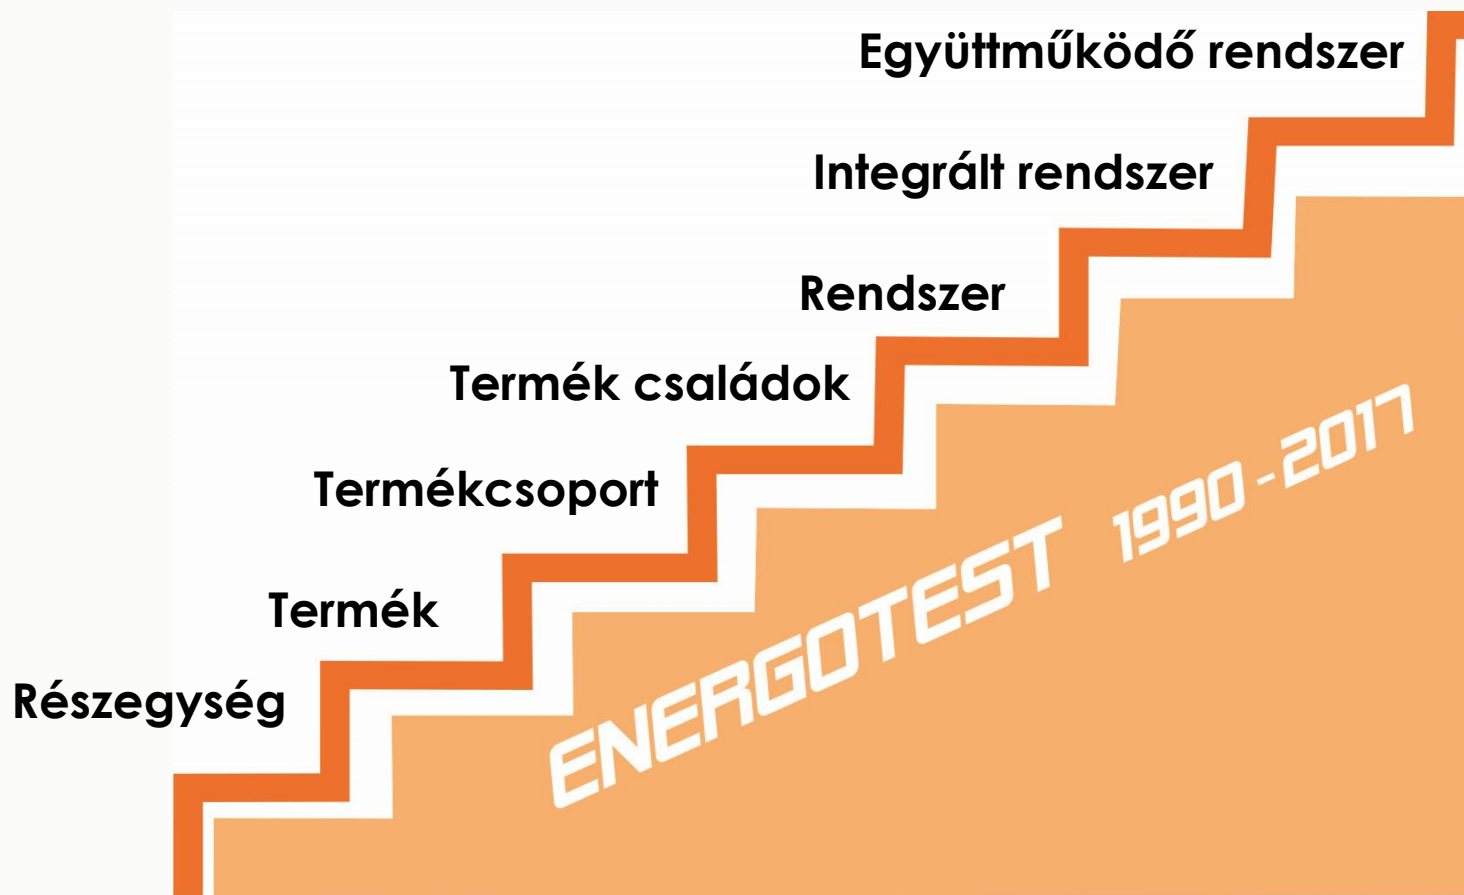 Együttműködő rendszer
Integrált rendszer
Rendszer
Termék családok
Termékcsoport
Termék
Részegység
ENERGOTEST 1990-2017